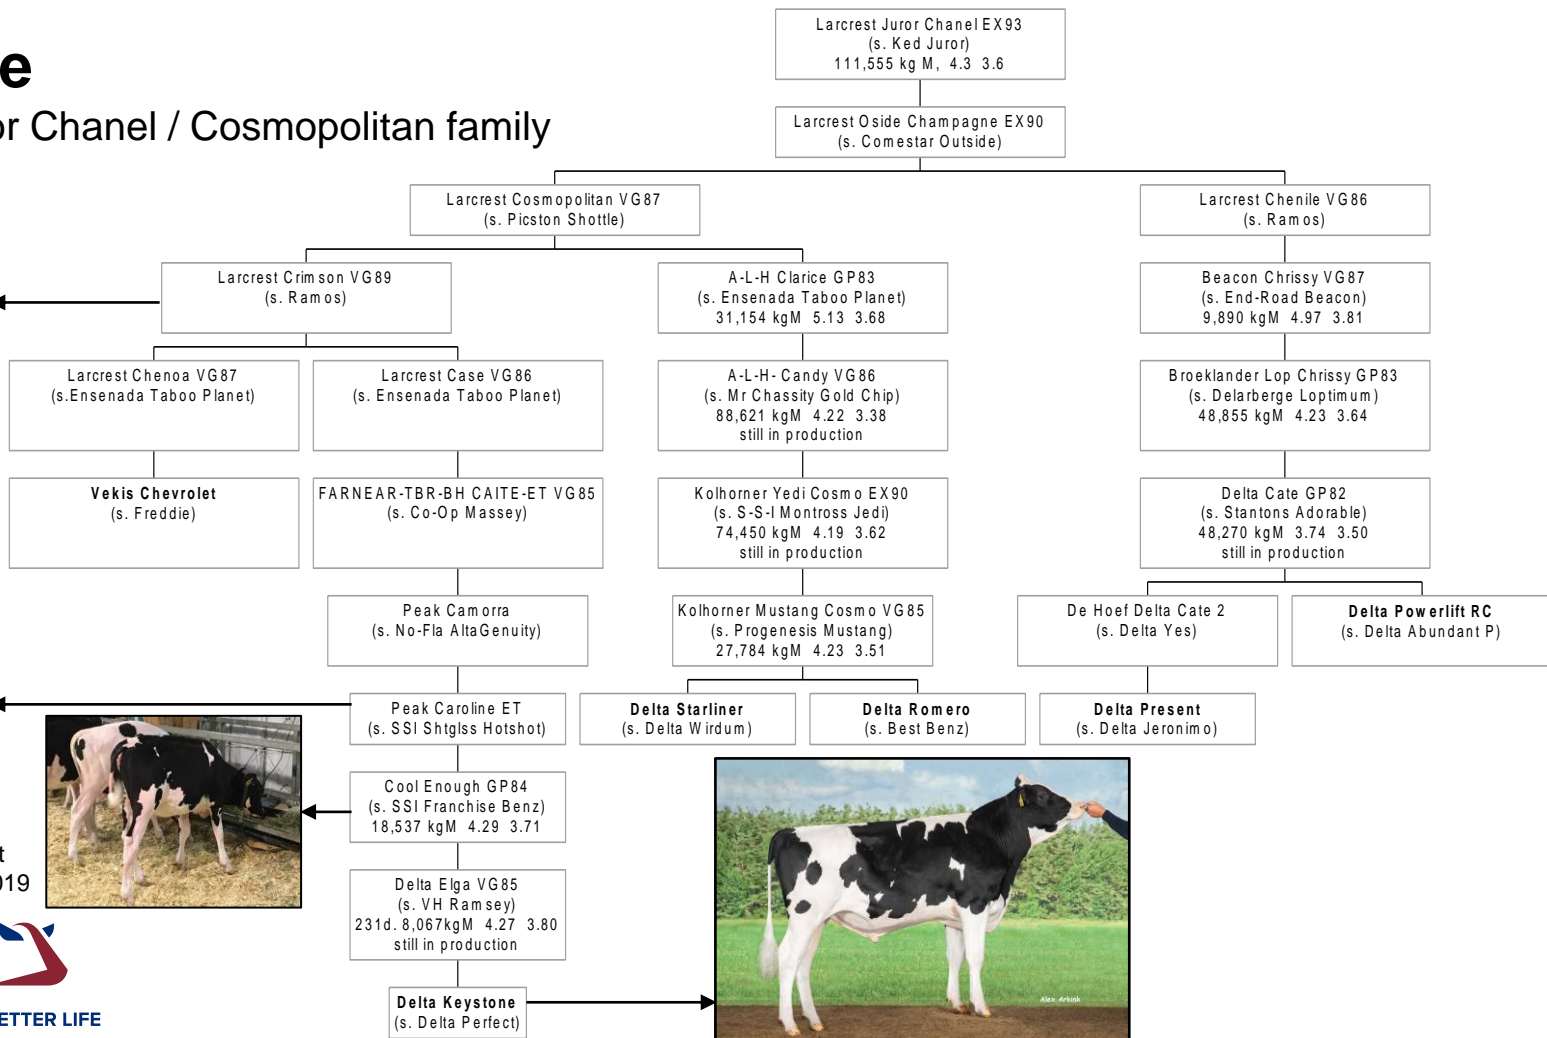 e
or Chanel / Cosmopolitan family
Larcrest Juror Chanel EX93
(s. Ked Juror)
111,555 kg M, 4.3 3.6
Larcrest Oside Champagne EX90
(s. Comestar Outside)
Larcrest Cosmopolitan VG87
(s. Picston Shottle)
Larcrest Chenile VG86
(s. Ramos)
Larcrest Crimson VG89
(s. Ramos)
A-L-H Clarice GP83
(s. Ensenada Taboo Planet)
31,154 kgM 5.13 3.68
Beacon Chrissy VG87
(s. End-Road Beacon)
9,890 kgM 4.97 3.81
Larcrest Chenoa VG87
(s.Ensenada Taboo Planet)
Larcrest Case VG86
(s. Ensenada Taboo Planet)
A-L-H- Candy VG86
(s. Mr Chassity Gold Chip)
88,621 kgM 4.22 3.38
still in production
Broeklander Lop Chrissy GP83
(s. Delarberge Loptimum)
48,855 kgM 4.23 3.64
Vekis Chevrolet
(s. Freddie)
FARNEAR-TBR-BH CAITE-ET VG85
(s. Co-Op Massey)
Kolhorner Yedi Cosmo EX90
(s. S-S-I Montross Jedi)
74,450 kgM 4.19 3.62
still in production
Delta Cate GP82
(s. Stantons Adorable)
48,270 kgM 3.74 3.50
still in production
Peak Camorra
(s. No-Fla AltaGenuity)
Kolhorner Mustang Cosmo VG85
(s. Progenesis Mustang)
27,784 kgM 4.23 3.51
De Hoef Delta Cate 2
(s. Delta Yes)
Delta Powerlift RC
(s. Delta Abundant P)
Peak Caroline ET
(s. SSI Shtglss Hotshot)
Delta Starliner
(s. Delta Wirdum)
Delta Romero
(s. Best Benz)
Delta Present
(s. Delta Jeronimo)
Cool Enough GP84
(s. SSI Franchise Benz)
18,537 kgM 4.29 3.71
t
019
Delta Elga VG85
(s. VH Ramsey)
231d. 8,067kgM 4.27 3.80
still in production
Delta Keystone
(s. Delta Perfect)
Alex Arkink
ETTER LIFE